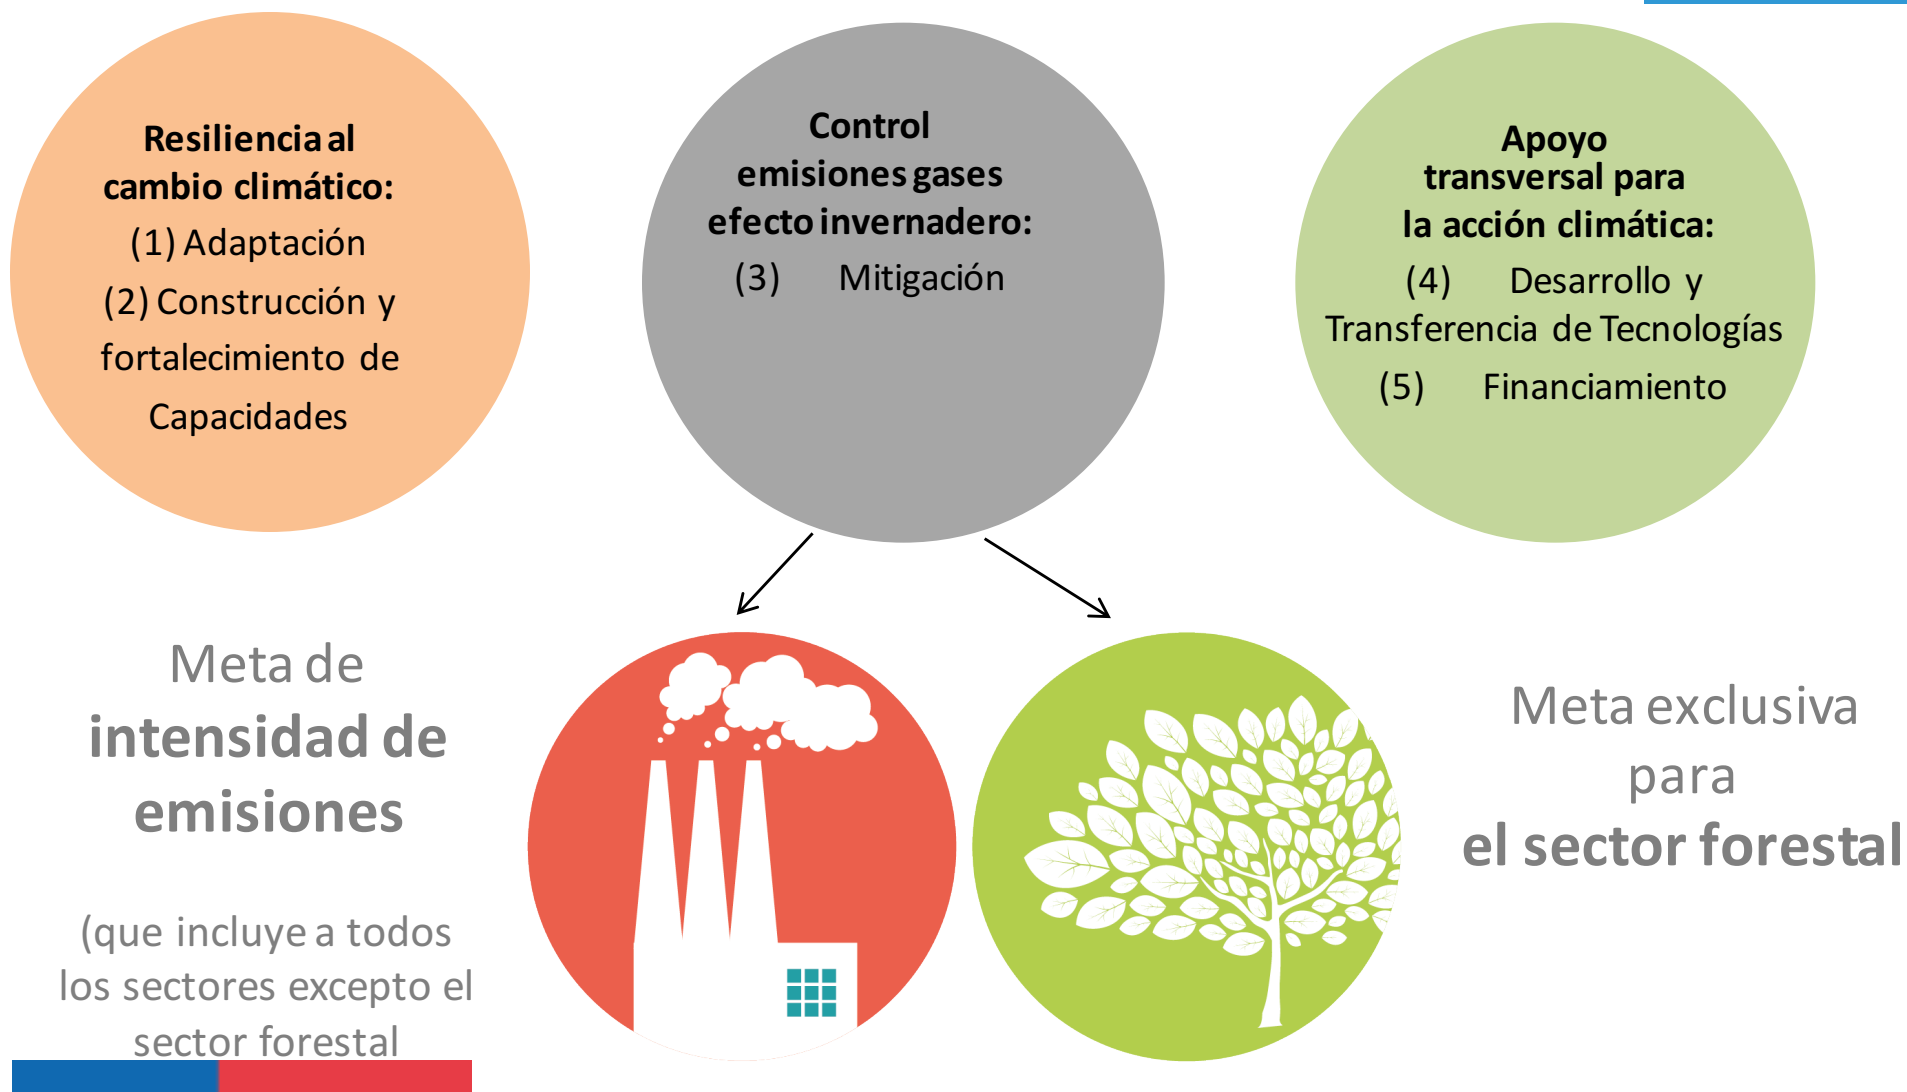 Resiliencia al
cambio climático:
(1) Adaptación
(2) Construcción y
fortalecimiento de
Capacidades
Control
emisiones gases
efecto invernadero:
(3) Mitigación
Apoyo
transversal para
la acción climática:
(4) Desarrollo y
Transferencia de Tecnologías
(5) Financiamiento
Meta de
intensidad de
emisiones
(que incluye a todos
los sectores excepto el
sector forestal
Meta exclusiva
para
el sector forestal